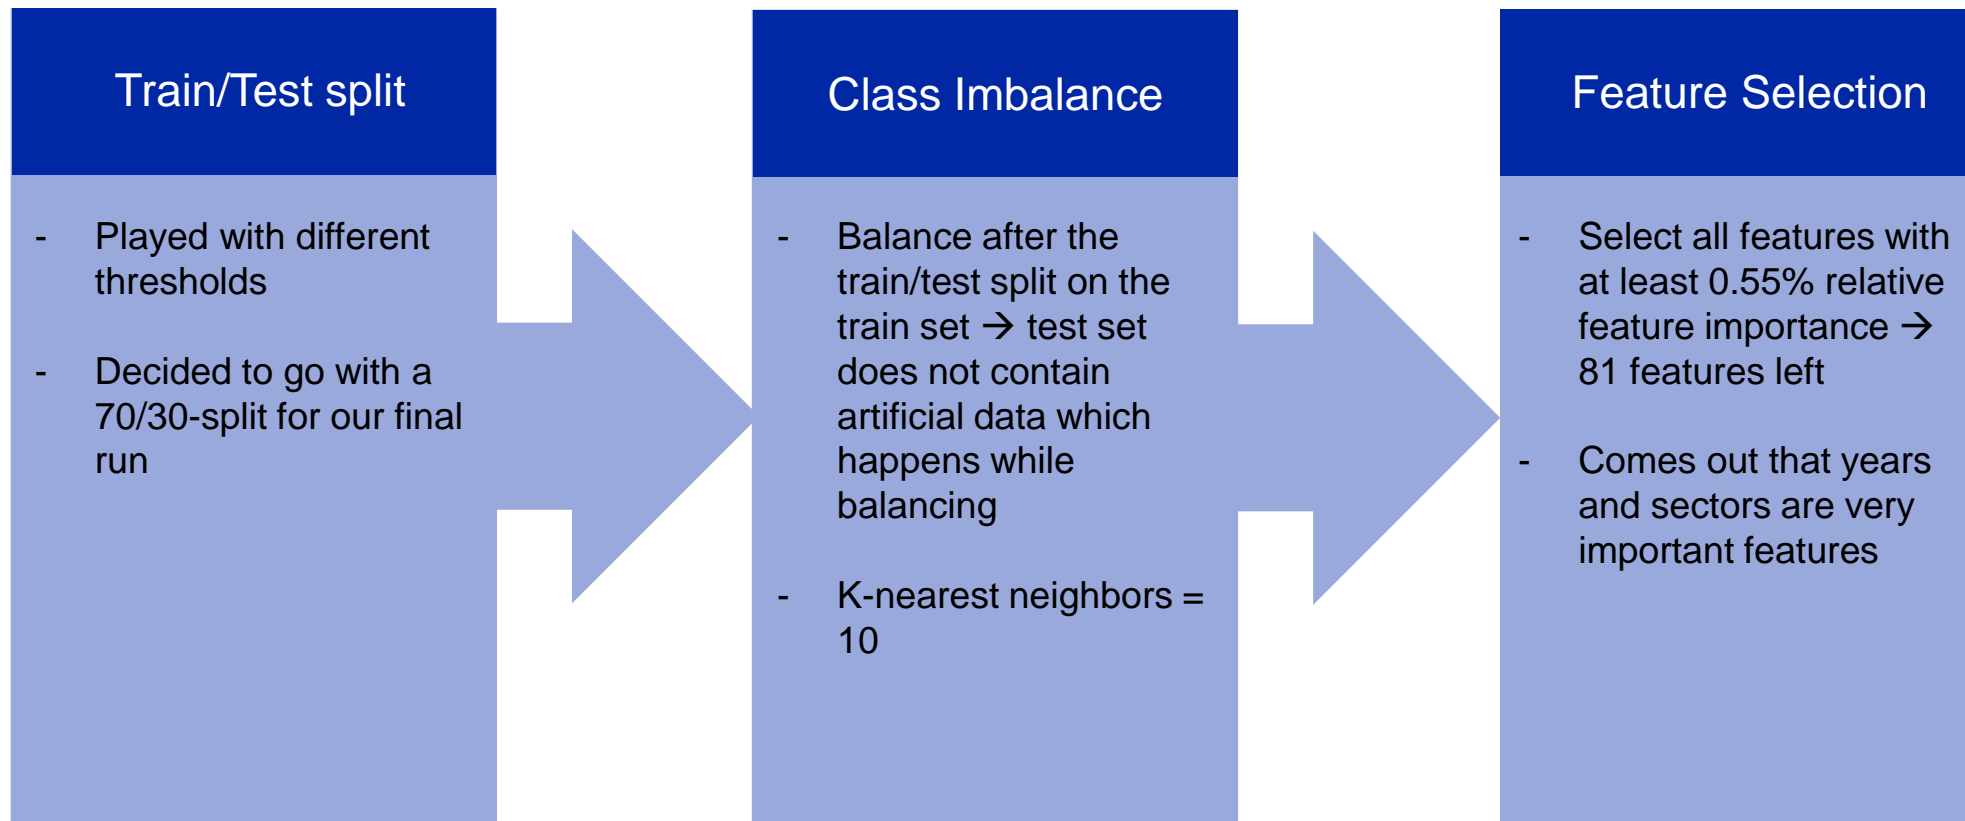 Train/Test split
- Played with different
thresholds
- Decided to go with a
70/30-split for our final
run
Class Imbalance
- Balance after the
train/test split on the
train set → test set
does not contain
artificial data which
happens while
balancing
- K-nearest neighbors =
10
Feature Selection
- Select all features with
at least 0.55% relative
feature importance →
81 features left
- Comes out that years
and sectors are very
important features